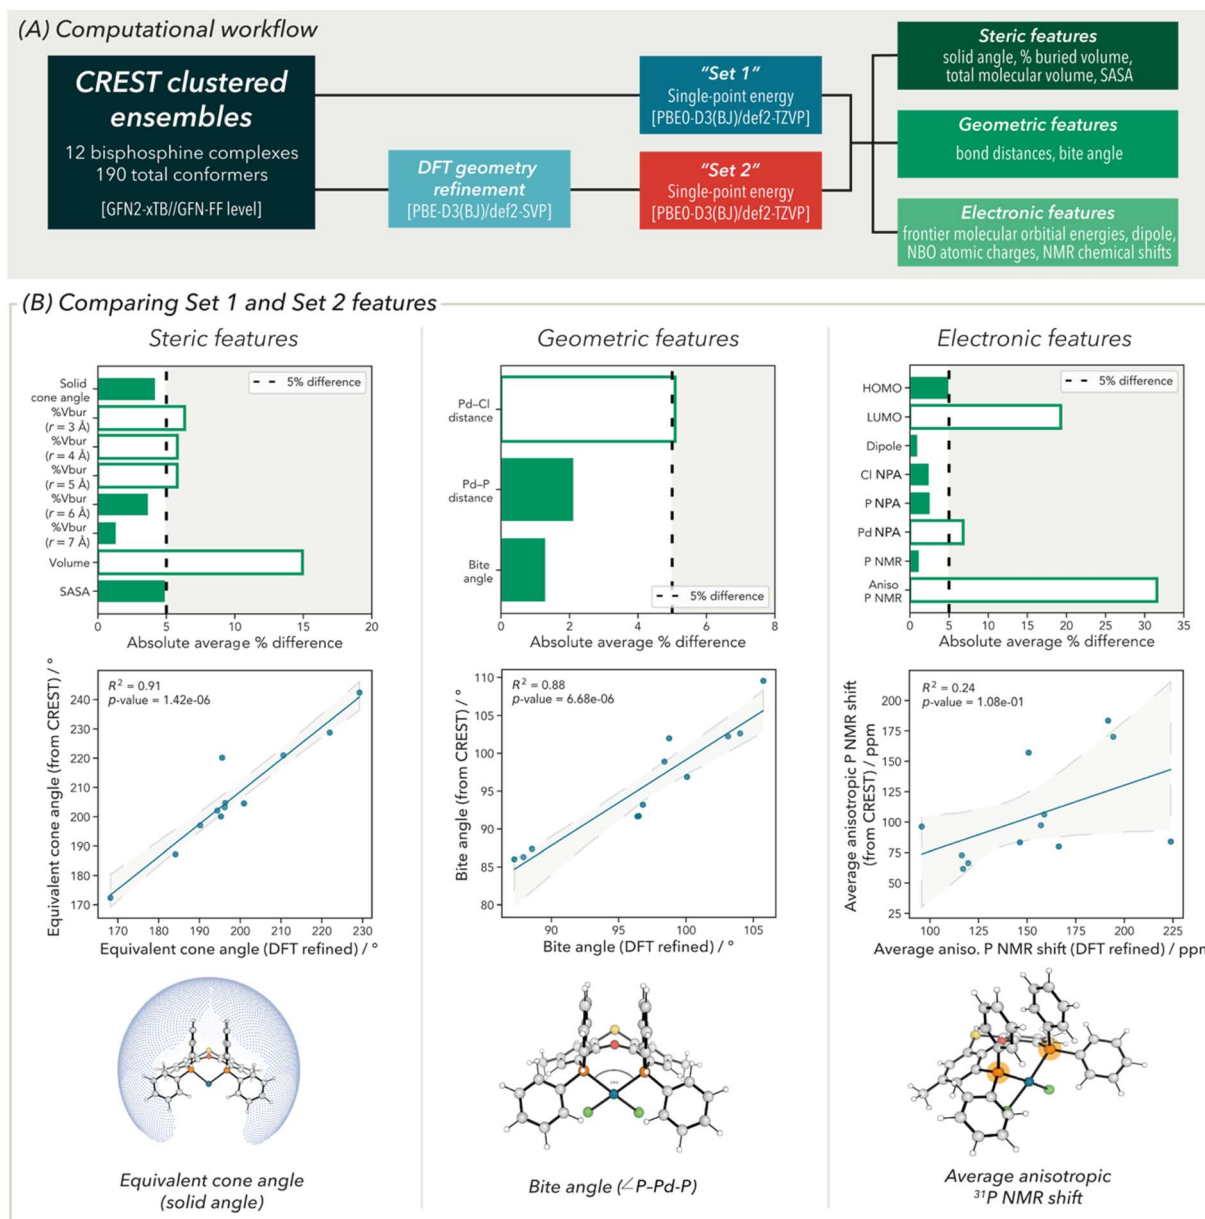 (A) Computational workflow
CREST clustered
ensembles
12 bisphosphine complexes
190 total conformers
[GFN2-xTB//GFN-FF level]
DFT geometry
refinement
[PBE-D3(BJ)/def2-SVP]
"Set 1"
Single-point energy
[PBE0-D3(BJ)/def2-TZVP]
"Set 2"
Single-point energy
[PBE0-D3(BJ)/def2-TZVP]
Steric features
solid angle, % buried volume,
total molecular volume, SASA
Geometric features
bond distances, bite angle
Electronic features
frontier molecular orbitial energies, dipole,
NBO atomic charges, NMR chemical shifts
(B) Comparing Set 1 and Set 2 features
Steric features
5% difference
Solid
cone angle
%Vbur
(r = 3 Å)
%Vbur
(r = 4 Å)
%Vbur
(r = 5 Å)
%Vbur
(r = 6 Å)
%Vbur
(r = 7 Å)
Volume
SASA
0 5 10 15 20
Absolute average % difference
Geometric features
Pd–Cl
distance
Pd–P
distance
Bite
angle
5% difference
0 2 4 6 8
Absolute average % difference
Electronic features
5% difference
HOMO
LUMO
Dipole
Cl NPA
P NPA
Pd NPA
P NMR
Aniso
P NMR
0 5 10 15 20 25 30 35
Absolute average % difference
Equivalent cone angle (from CREST) / °
R² = 0.91
p-value = 1.42e-06
240
230
220
210
200
190
180
170
170 180 190 200 210 220 230
Equivalent cone angle (DFT refined) / °
Bite angle (from CREST) / °
R² = 0.88
p-value = 6.68e-06
110
105
100
95
90
85
80
90 95 100 105
Bite angle (DFT refined) / °
Average anisotropic P NMR shift
(from CREST) / ppm
R² = 0.24
p-value = 1.08e-01
200
175
150
125
100
75
50
25
100 125 150 175 200 225
Average aniso. P NMR shift (DFT refined) / ppm
Equivalent cone angle
(solid angle)
Bite angle (∠P–Pd-P)
Average anisotropic
³¹P NMR shift